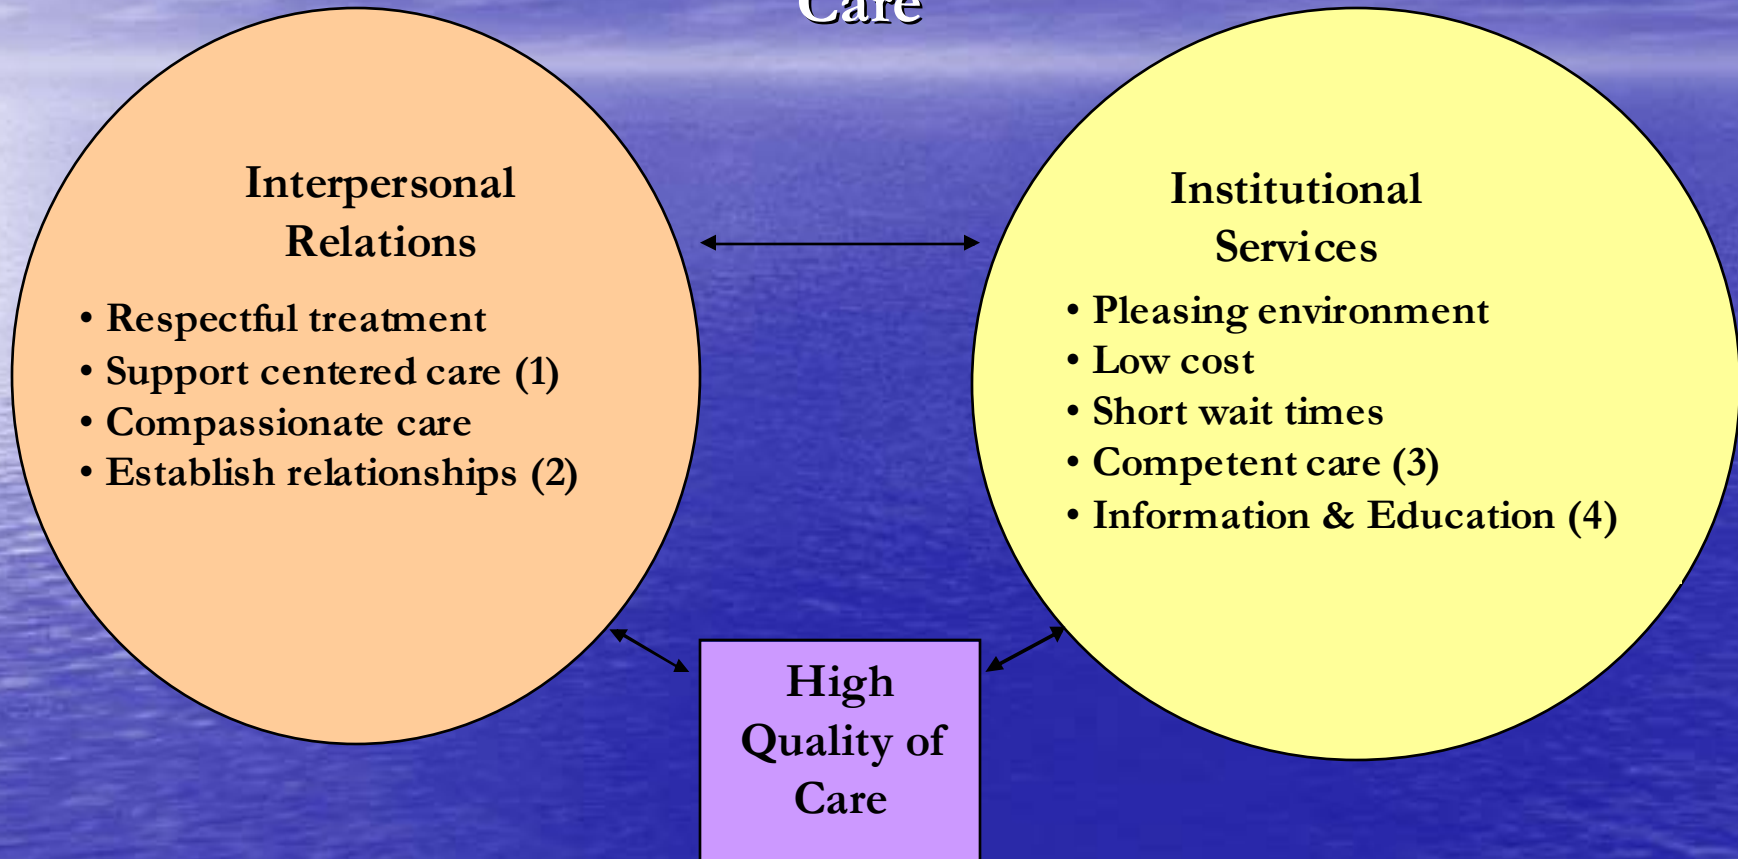 Care
Interpersonal
Relations
• Respectful treatment
• Support centered care (1)
• Compassionate care
• Establish relationships (2)
Institutional
Services
• Pleasing environment
• Low cost
• Short wait times
• Competent care (3)
• Information & Education (4)
High
Quality of
Care